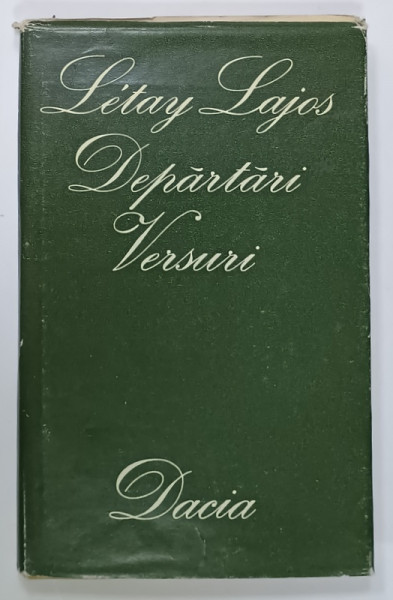 Létay Lajos
Depărtări
Versuri
Dacia